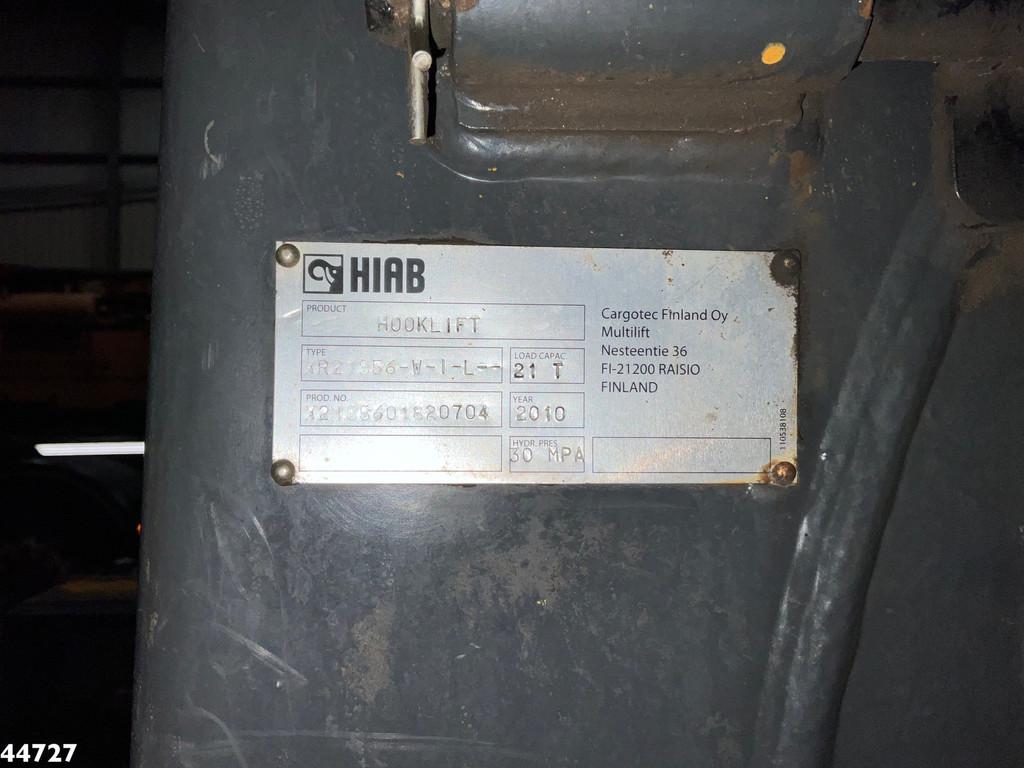 HIAB
PRODUCT
HOOKLIFT
TYPE
LOAD CAPAC.
21 T
PROD. NO.
YEAR
2010
HYDR. PRES
30 MPA
Cargotec Finland Oy
Multilift
Nesteentie 36
FI-21200 RAISIO
FINLAND
110538108
44727